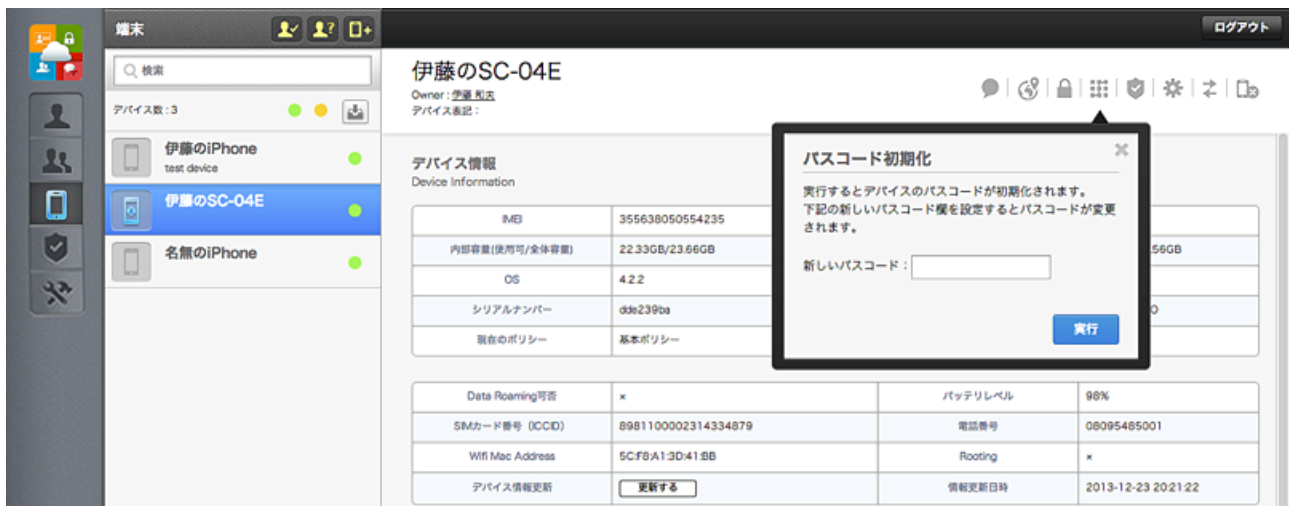 端末
ログアウト
検索
デバイス数:3
伊藤のiPhone
test device
伊藤のSC-04E
名無のiPhone
伊藤のSC-04E
Owner : 伊藤 和夫
デバイス表記 :
デバイス情報
Device Information
IMEI 355638050554235
内部容量(使用可/全体容量) 22.33GB/23.66GB .56GB
OS 4.2.2
シリアルナンバー dde239ba O
現在のポリシー 基本ポリシー
パスコード初期化
実行するとデバイスのパスコードが初期化されます。
下記の新しいパスコード欄を設定するとパスコードが変更
されます。
新しいパスコード:
実行
Data Roaming可否 × バッテリレベル 98%
SIMカード番号 (ICCID) 8981100002314334879 電話番号 08095485001
Wifi Mac Address 5C:F8:A1:3D:41:BB Rooting ×
デバイス情報更新 更新する 情報更新日時 2013-12-23 20:21:22